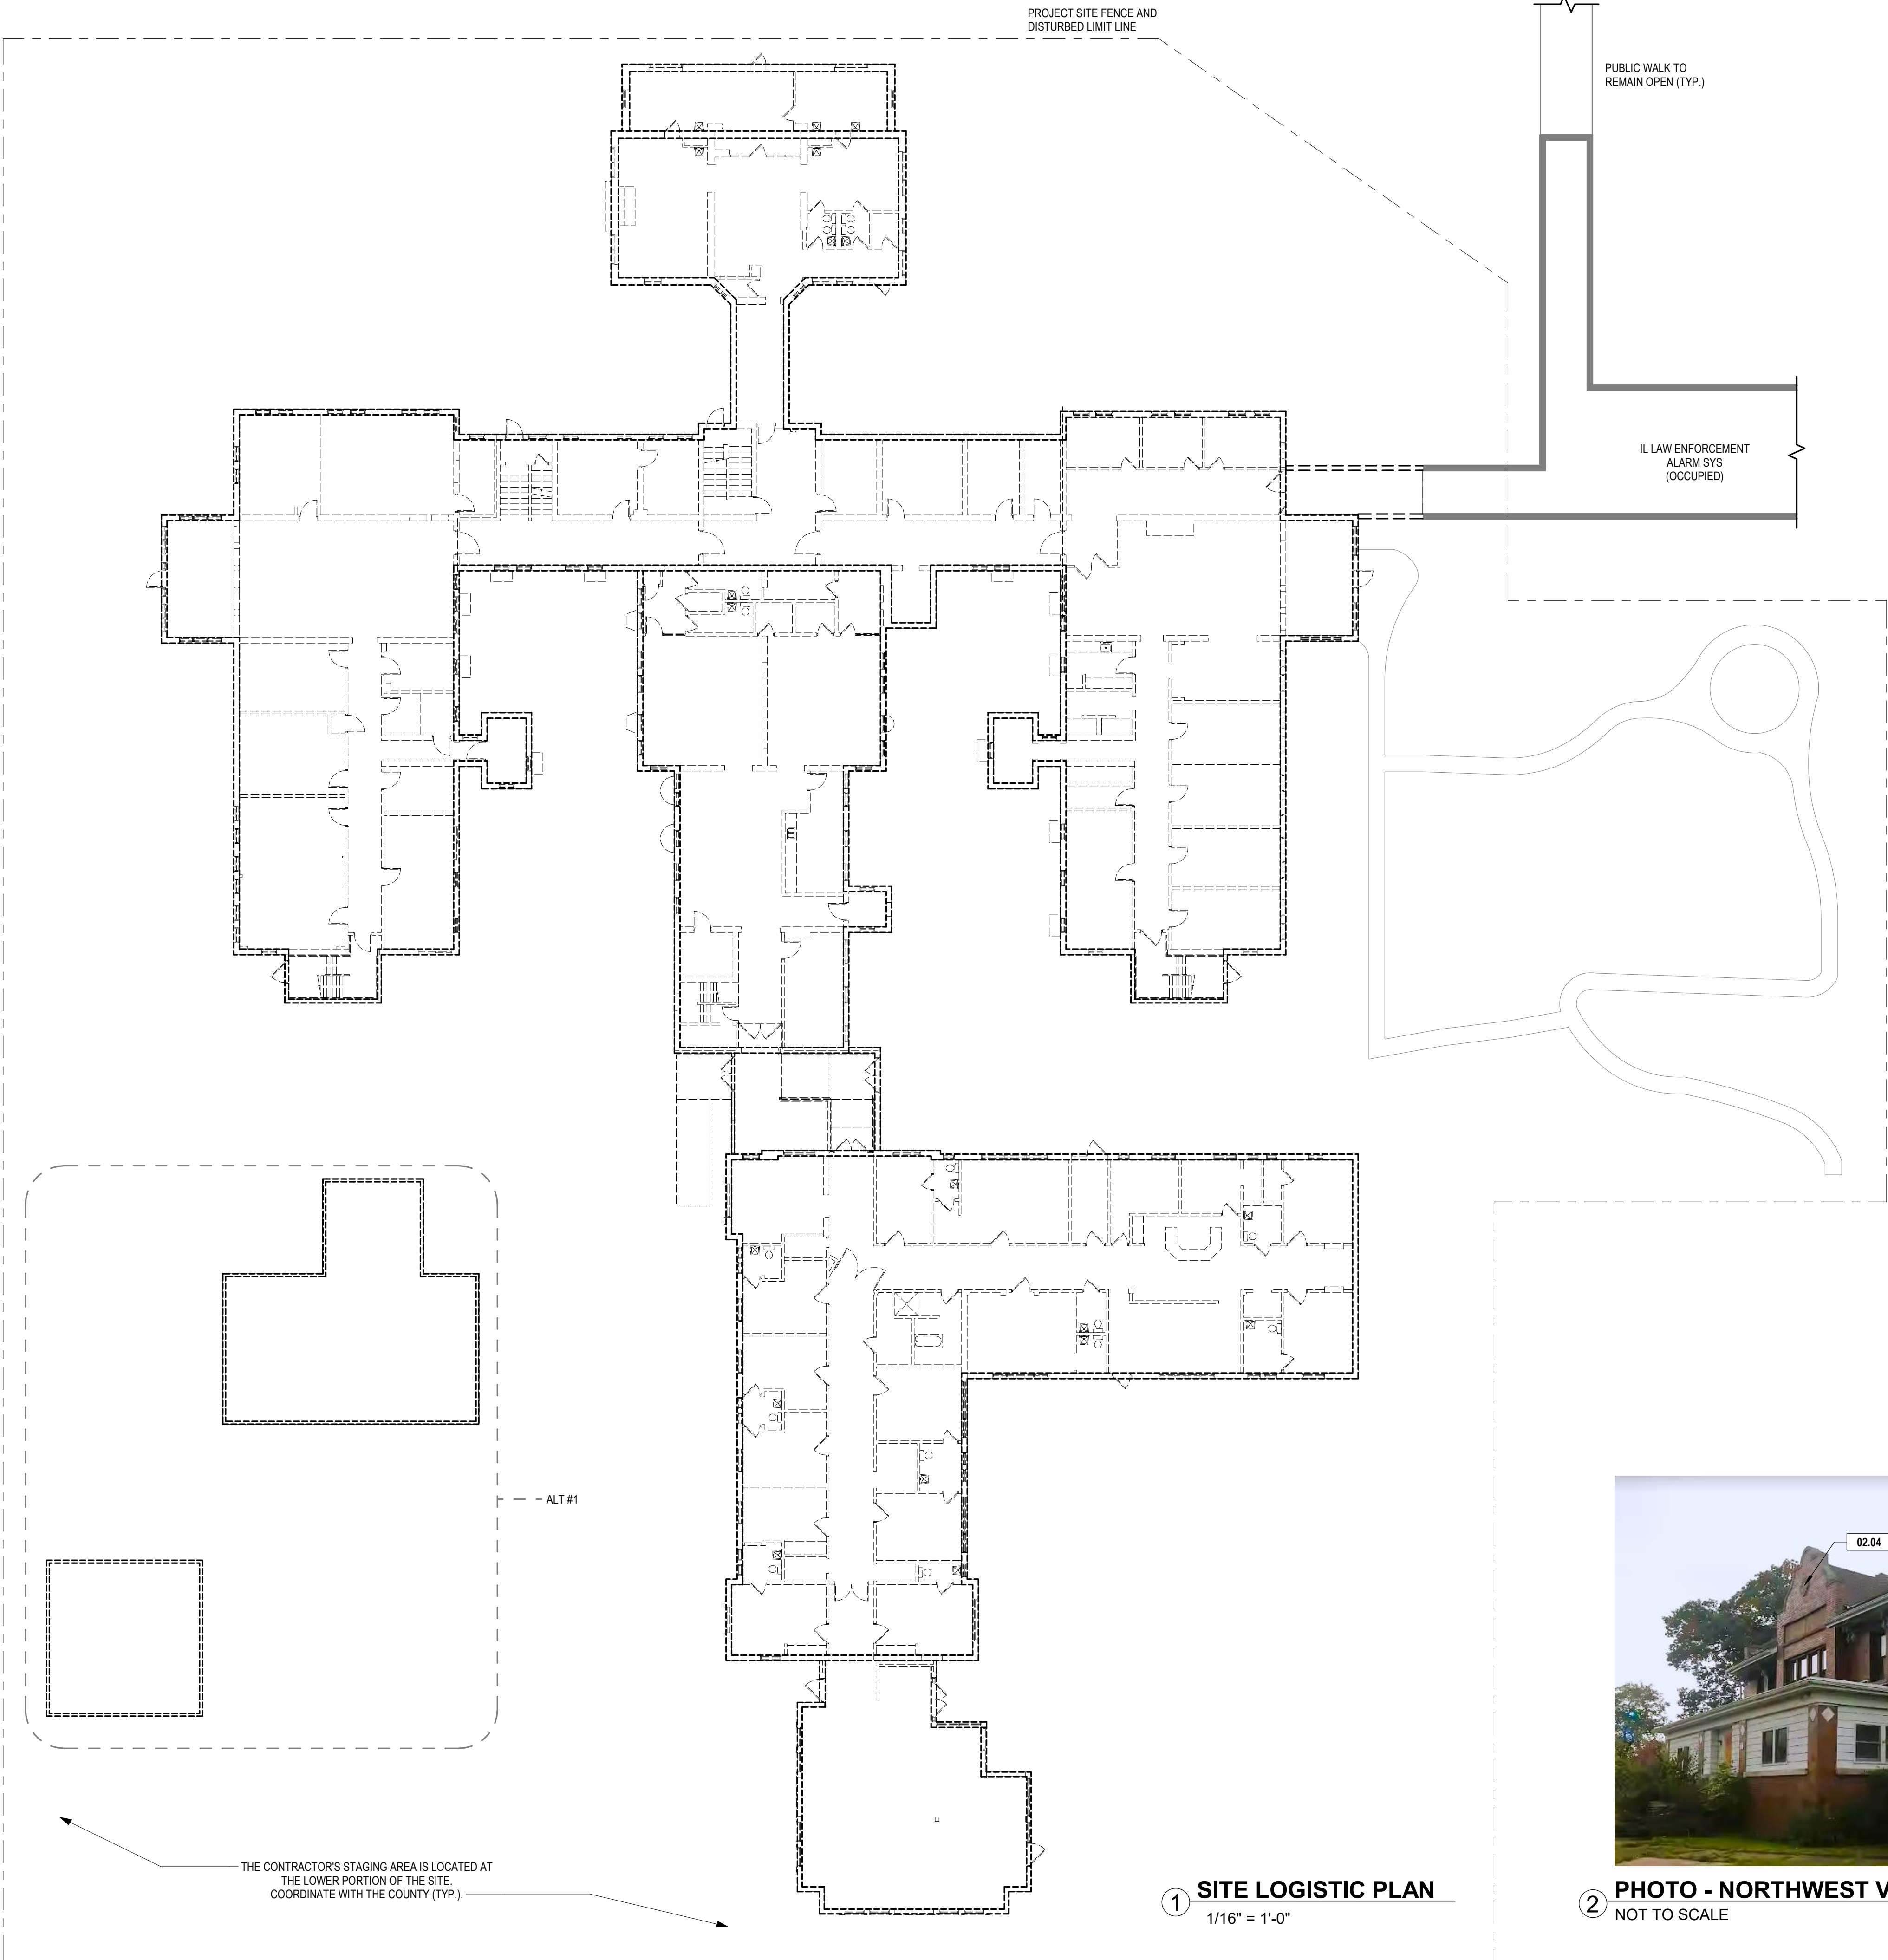 PROJECT SITE FENCE AND
DISTURBED LIMIT LINE
PUBLIC WALK TO
REMAIN OPEN (TYP.)
IL LAW ENFORCEMENT
ALARM SYS
(OCCUPIED)
ALT #1
02.04
THE CONTRACTOR'S STAGING AREA IS LOCATED AT
THE LOWER PORTION OF THE SITE.
COORDINATE WITH THE COUNTY (TYP.).
1 SITE LOGISTIC PLAN
1/16" = 1'-0"
2 PHOTO - NORTHWEST V
NOT TO SCALE